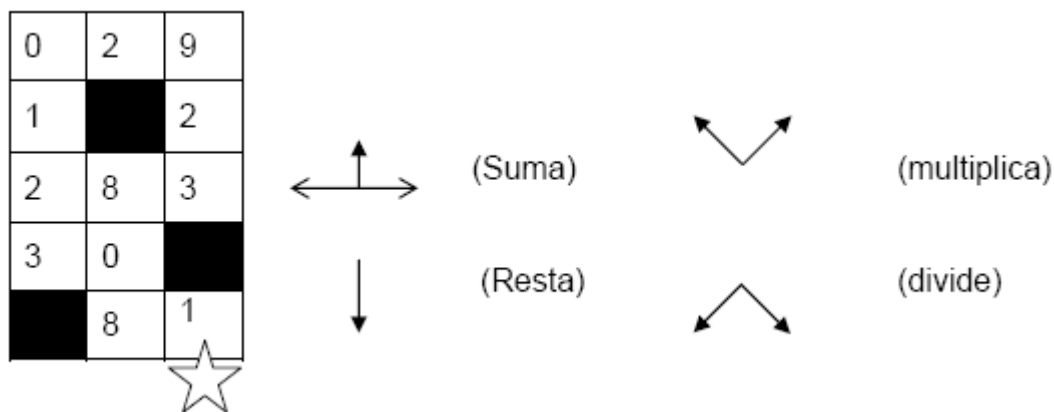 0 2 9
1 2
2 8 3
3 0
8 1
(Suma)
(multiplica)
(Resta)
(divide)